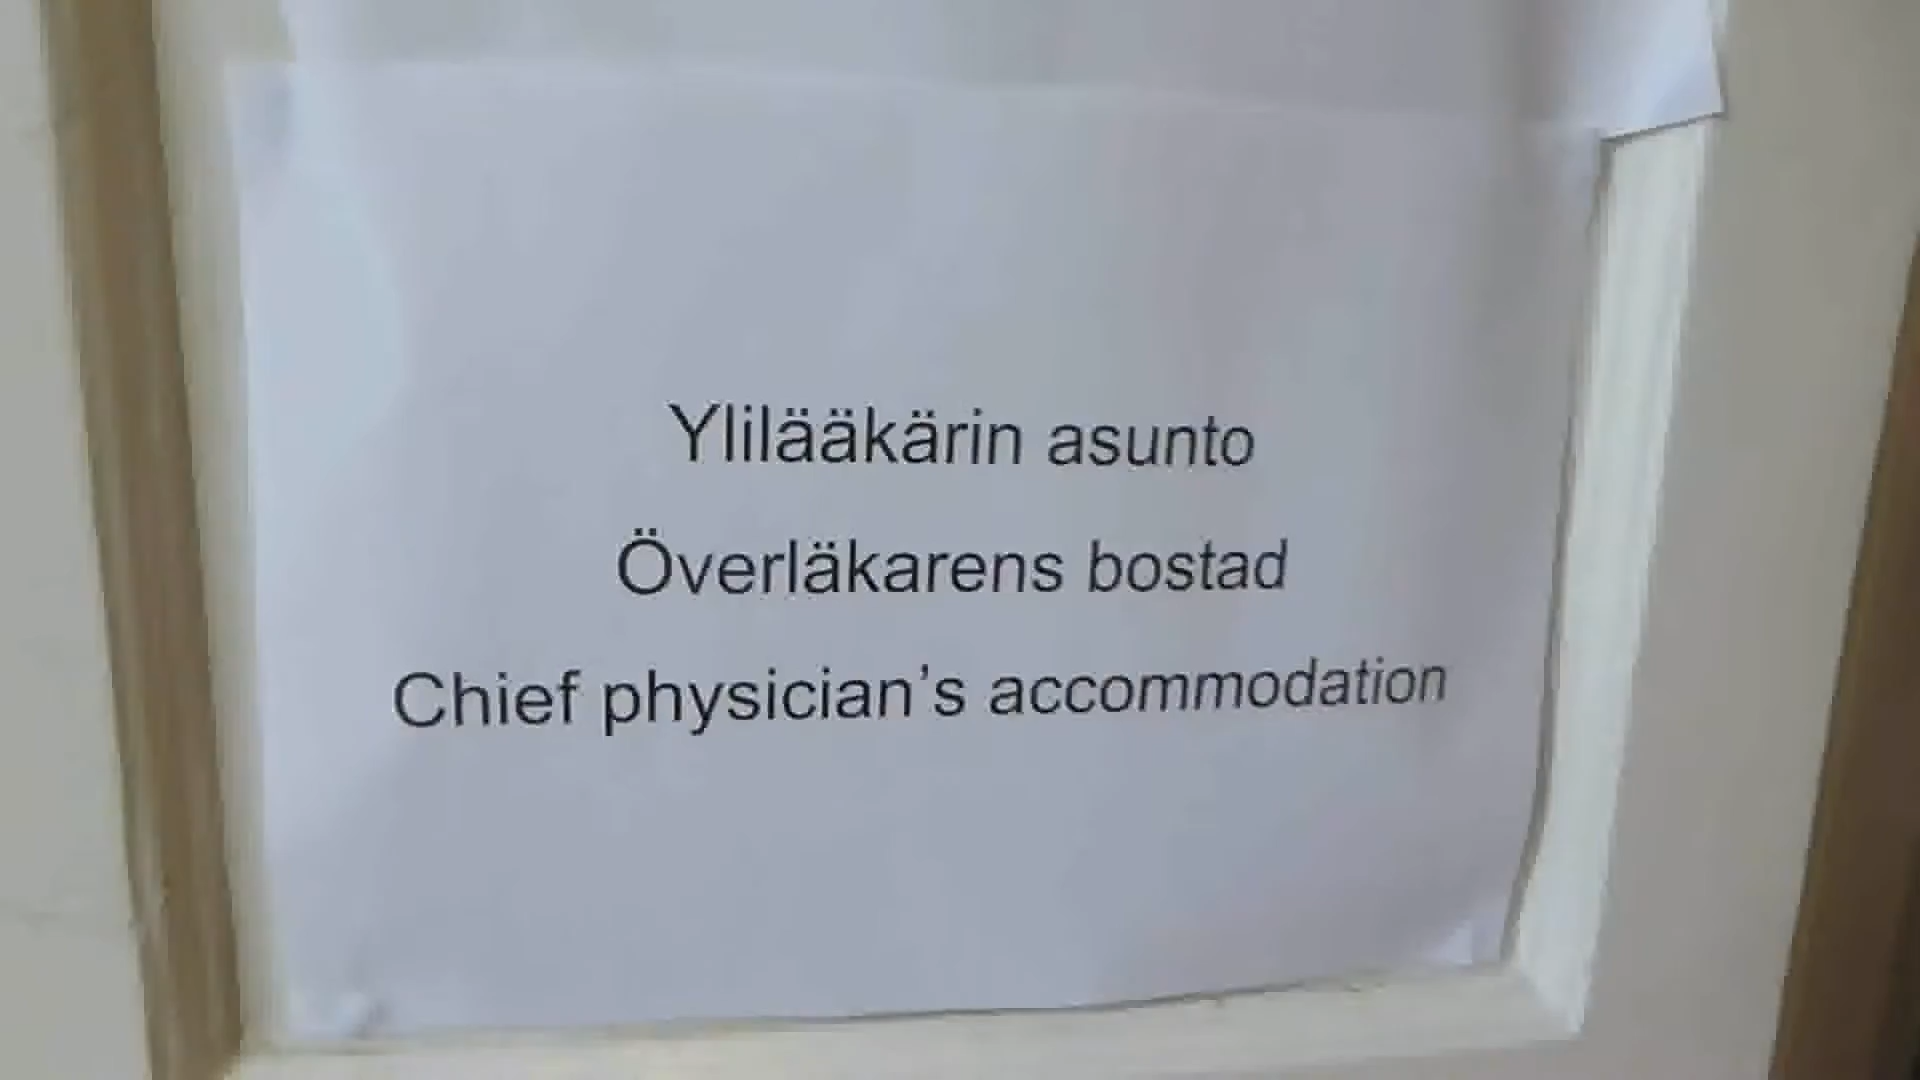 Ylilääkärin asunto
Överläkarens bostad
Chief physician’s accommodation